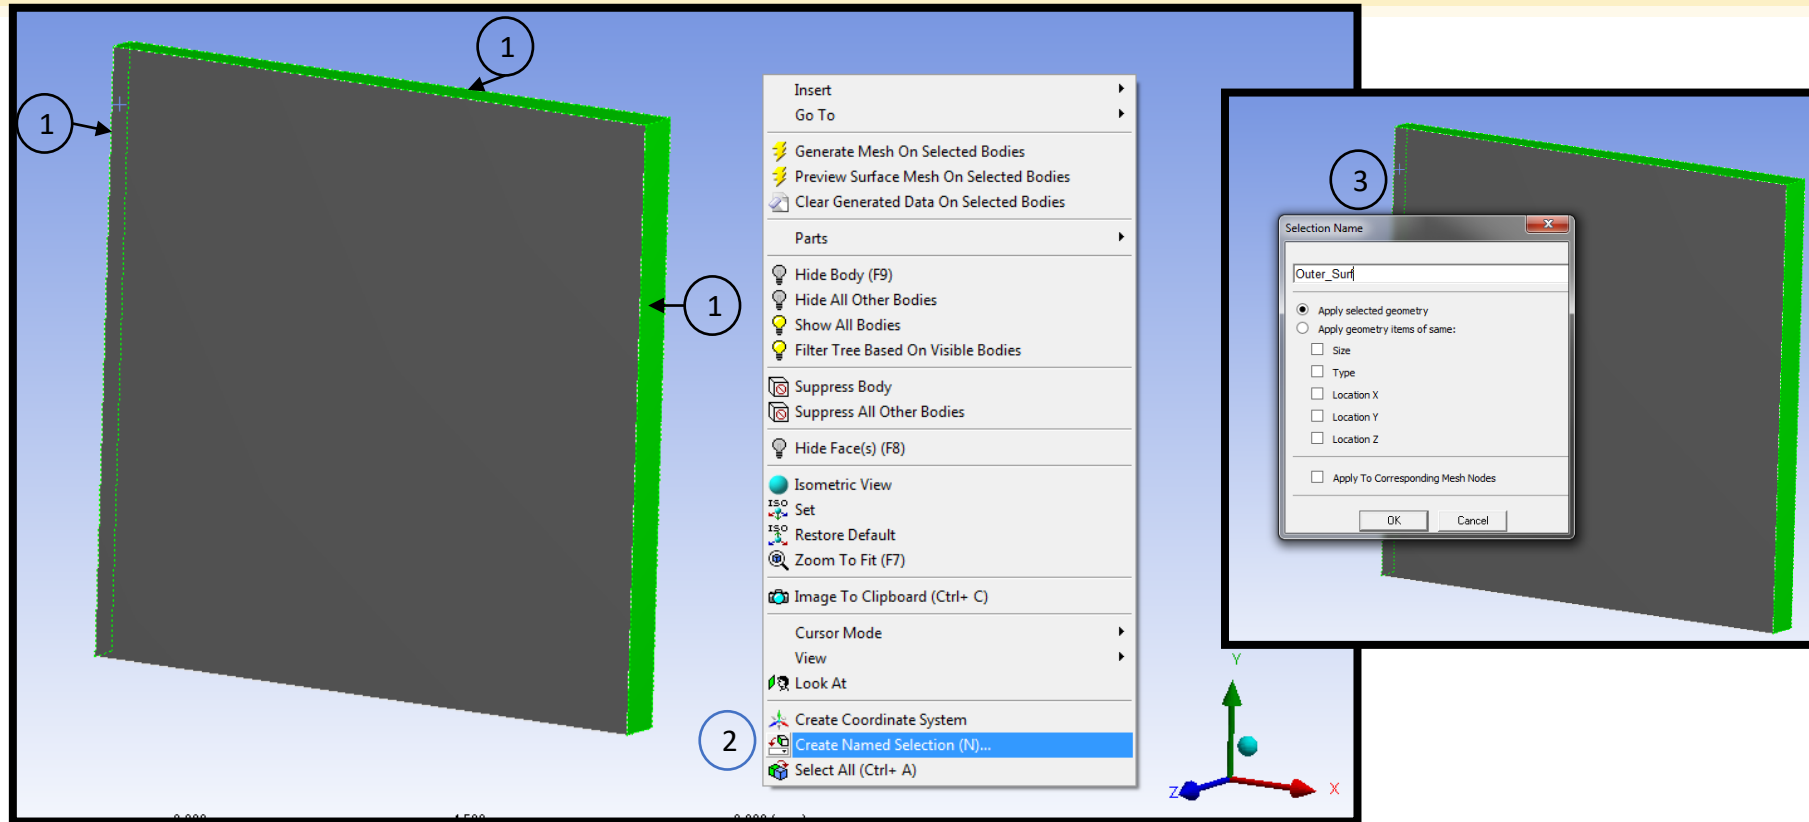 1
1
1
2
Insert
Go To
Generate Mesh On Selected Bodies
Preview Surface Mesh On Selected Bodies
Clear Generated Data On Selected Bodies
Parts
Hide Body (F9)
Hide All Other Bodies
Show All Bodies
Filter Tree Based On Visible Bodies
Suppress Body
Suppress All Other Bodies
Hide Face(s) (F8)
Isometric View
ISO Set
ISO Restore Default
Zoom To Fit (F7)
Image To Clipboard (Ctrl+ C)
Cursor Mode
View
Look At
Create Coordinate System
Create Named Selection (N)...
Select All (Ctrl+ A)
3
Selection Name
Outer_Surf
Apply selected geometry
Apply geometry items of same:
Size
Type
Location X
Location Y
Location Z
Apply To Corresponding Mesh Nodes
OK Cancel
Y
Z X